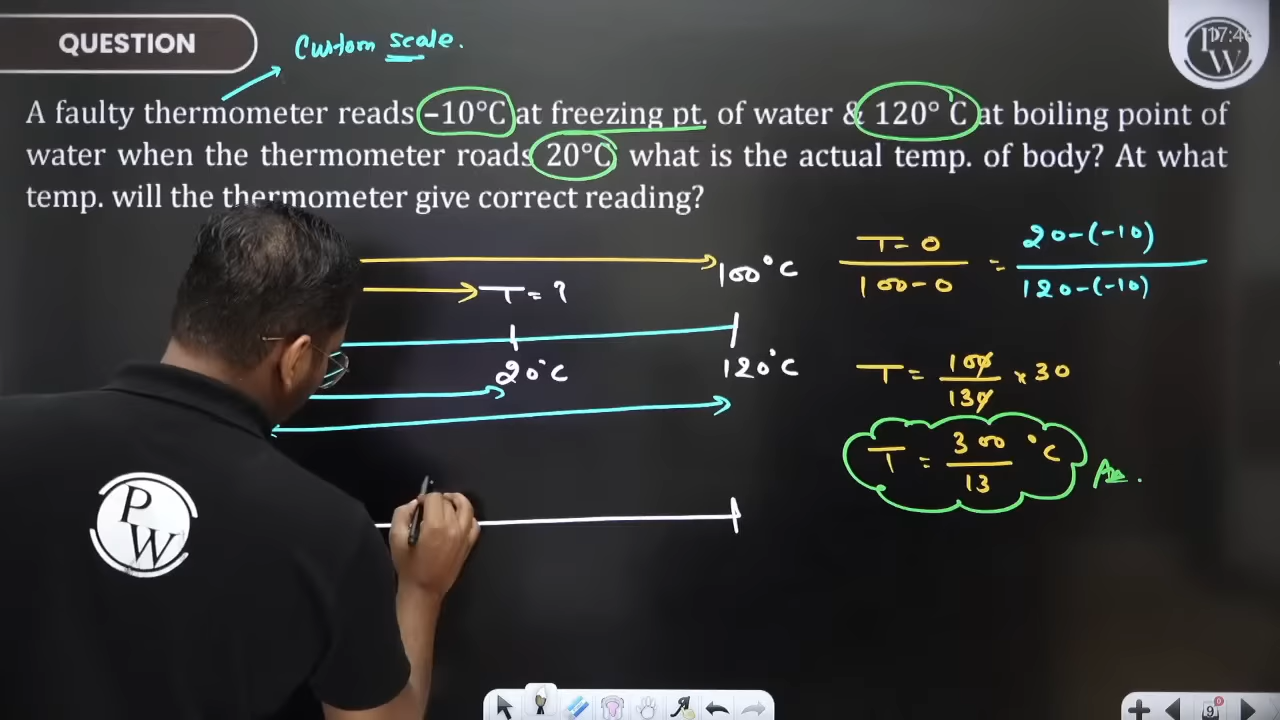 QUESTION
Custom scale.
A faulty thermometer reads –10°C at freezing pt. of water & 120° C at boiling point of
water when the thermometer roads 20°C what is the actual temp. of body? At what
temp. will the thermometer give correct reading?
100°C
T = ?
20°C
120°C
T-0 / 100-0 = 20-(-10) / 120-(-10)
T = 100/130 × 30
T = 300/13 °C
Ans.
P
W
9